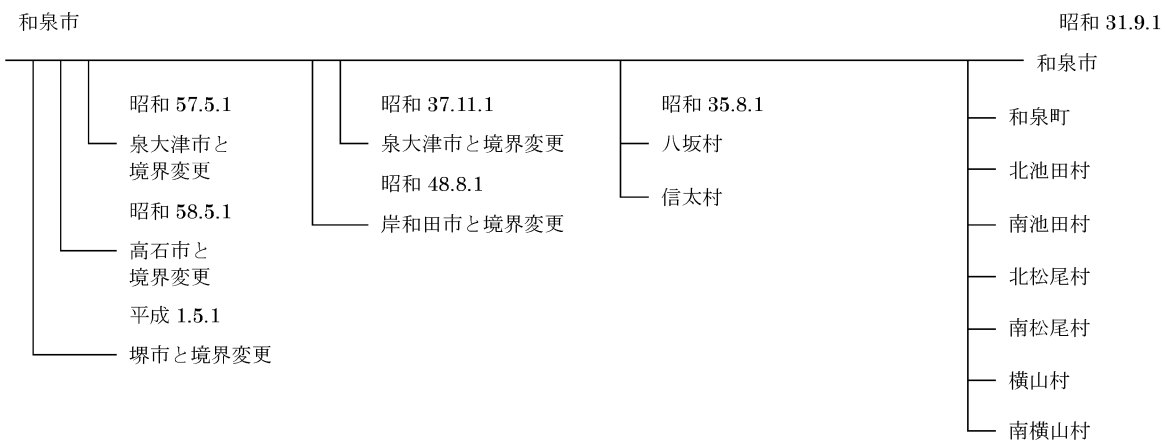 和泉市
昭和 31.9.1
和泉市
昭和 57.5.1
泉大津市と
境界変更
昭和 58.5.1
高石市と
境界変更
平成 1.5.1
堺市と境界変更
昭和 37.11.1
泉大津市と境界変更
昭和 48.8.1
岸和田市と境界変更
昭和 35.8.1
八坂村
信太村
和泉町
北池田村
南池田村
北松尾村
南松尾村
横山村
南横山村